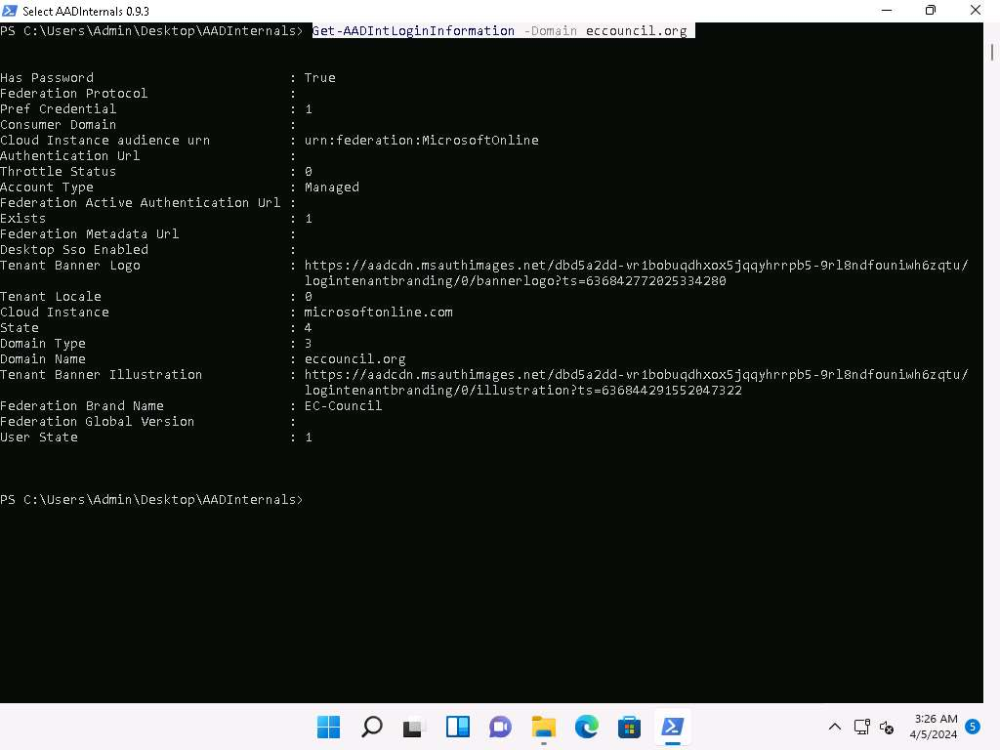 Select AADInternals 0.9.3
PS C:\Users\Admin\Desktop\AADInternals> Get-AADIntLoginInformation -Domain eccouncil.org
Has Password : True
Federation Protocol :
Pref Credential : 1
Consumer Domain :
Cloud Instance audience urn : urn:federation:MicrosoftOnline
Authentication Url :
Throttle Status : 0
Account Type : Managed
Federation Active Authentication Url :
Exists : 1
Federation Metadata Url :
Desktop Sso Enabled :
Tenant Banner Logo : https://aadcdn.msauthimages.net/dbd5a2dd-vr1bobuqdhxox5jqqyhrrpb5-9rl8ndfouniwh6zqtu/
logintenantbranding/0/bannerlogo?ts=636842772025334280
Tenant Locale : 0
Cloud Instance : microsoftonline.com
State : 4
Domain Type : 3
Domain Name : eccouncil.org
Tenant Banner Illustration : https://aadcdn.msauthimages.net/dbd5a2dd-vr1bobuqdhxox5jqqyhrrpb5-9rl8ndfouniwh6zqtu/
logintenantbranding/0/illustration?ts=636844291552047322
Federation Brand Name : EC-Council
Federation Global Version :
User State : 1
PS C:\Users\Admin\Desktop\AADInternals>
3:26 AM
4/5/2024
5